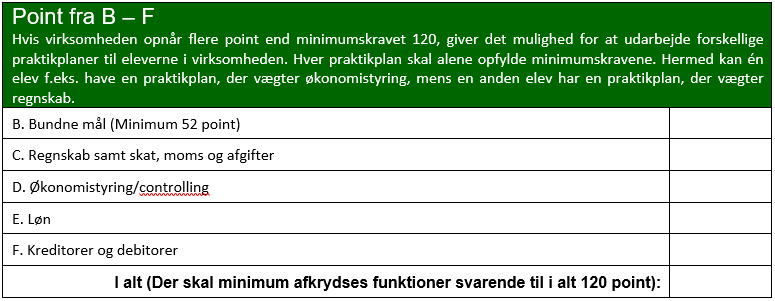 Point fra B – F
Hvis virksomheden opnår flere point end minimumskravet 120, giver det mulighed for at udarbejde forskellige
praktikplaner til eleverne i virksomheden. Hver praktikplan skal alene opfylde minimumskravene. Hermed kan én
elev f.eks. have en praktikplan, der vægter økonomistyring, mens en anden elev har en praktikplan, der vægter
regnskab.
B. Bundne mål (Minimum 52 point)
C. Regnskab samt skat, moms og afgifter
D. Økonomistyring/controlling
E. Løn
F. Kreditorer og debitorer
I alt (Der skal minimum afkrydses funktioner svarende til i alt 120 point):